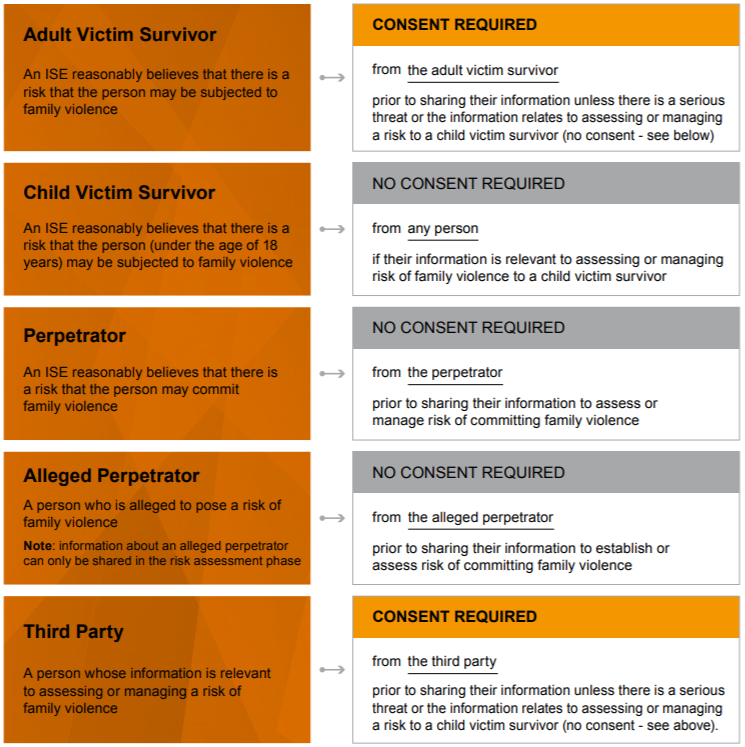 Adult Victim Survivor
An ISE reasonably believes that there is a
risk that the person may be subjected to
family violence
CONSENT REQUIRED
from the adult victim survivor
prior to sharing their information unless there is a serious
threat or the information relates to assessing or managing
a risk to a child victim survivor (no consent - see below)
Child Victim Survivor
An ISE reasonably believes that there is a
risk that the person (under the age of 18
years) may be subjected to family violence
NO CONSENT REQUIRED
from any person
if their information is relevant to assessing or managing
risk of family violence to a child victim survivor
Perpetrator
An ISE reasonably believes that there is
a risk that the person may commit
family violence
NO CONSENT REQUIRED
from the perpetrator
prior to sharing their information to assess or
manage risk of committing family violence
Alleged Perpetrator
A person who is alleged to pose a risk of
family violence
Note: information about an alleged perpetrator
can only be shared in the risk assessment phase
NO CONSENT REQUIRED
from the alleged perpetrator
prior to sharing their information to establish or
assess risk of committing family violence
Third Party
A person whose information is relevant
to assessing or managing a risk of
family violence
CONSENT REQUIRED
from the third party
prior to sharing their information unless there is a serious
threat or the information relates to assessing or managing
a risk to a child victim survivor (no consent - see above).